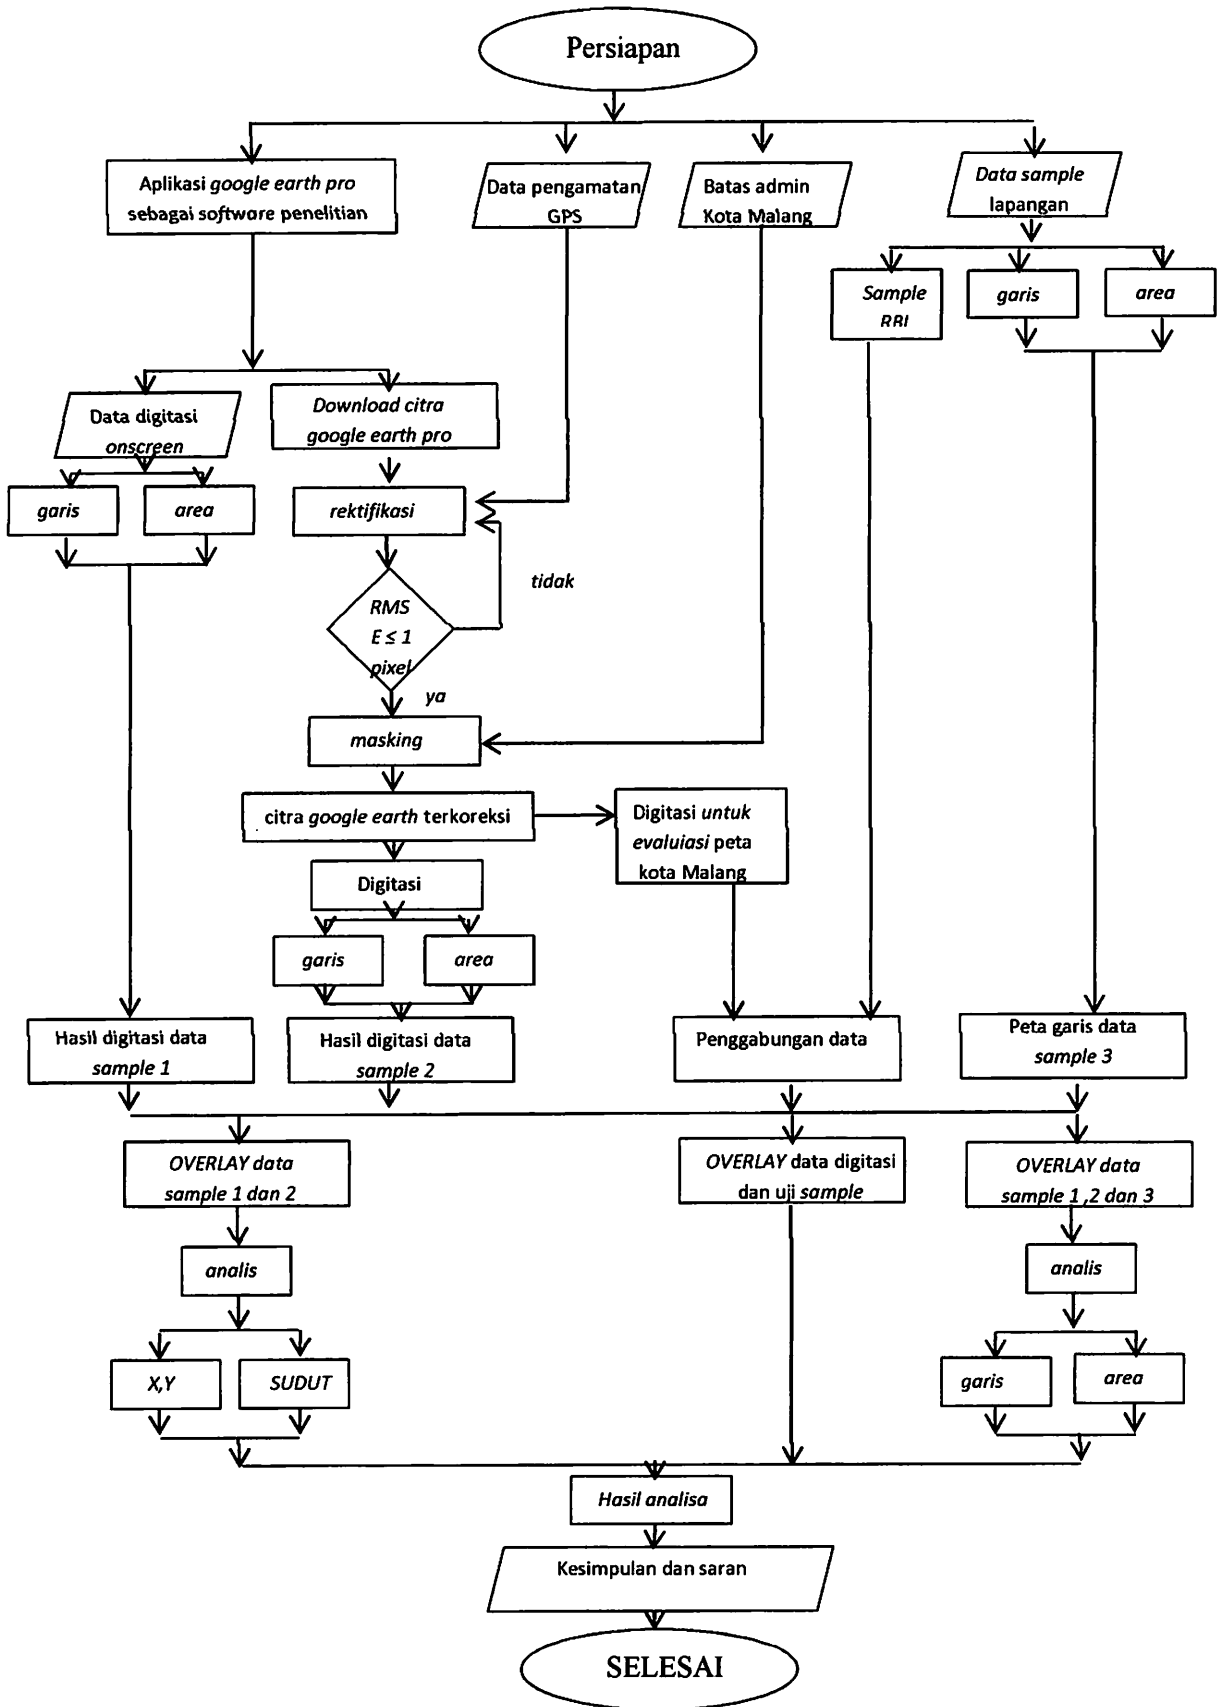 Persiapan
Aplikasi google earth pro
sebagai software penelitian
Data pengamatan
GPS
Batas admin
Kota Malang
Data sample
lapangan
Sample
RBI
garis
area
Data digitasi
onscreen
Download citra
google earth pro
garis
area
rektifikasi
tidak
RMS
E ≤ 1
pixel
ya
masking
citra google earth terkoreksi
Digitasi untuk
evaluiasi peta
kota Malang
Digitasi
garis
area
Hasil digitasi data
sample 1
Hasil digitasi data
sample 2
Penggabungan data
Peta garis data
sample 3
OVERLAY data
sample 1 dan 2
OVERLAY data digitasi
dan uji sample
OVERLAY data
sample 1 ,2 dan 3
analis
analis
X,Y
SUDUT
garis
area
Hasil analisa
Kesimpulan dan saran
SELESAI